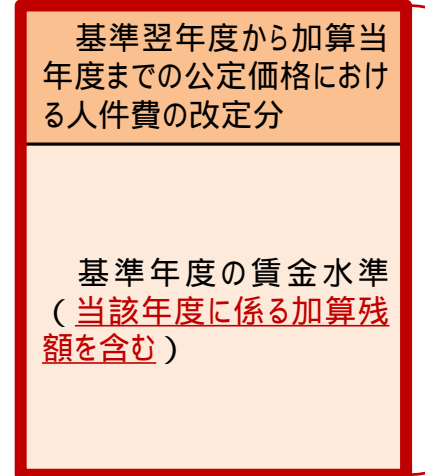 基準翌年度から加算当
年度までの公定価格におけ
る人件費の改定分
基準年度の賃金水準
（当該年度に係る加算残
額を含む）